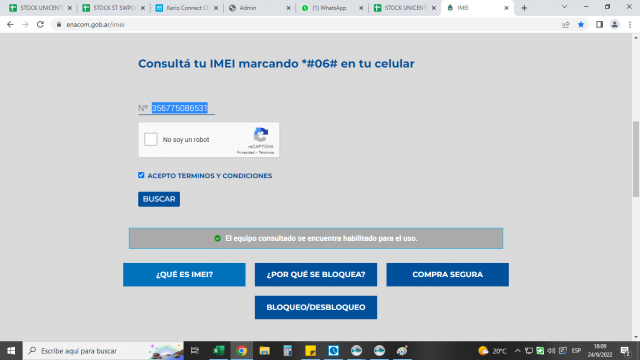 STOCK UNICENTI
STOCK ST SWPO
Kerio Connect C
Admin
(1) WhatsApp
STOCK UNICENTI
IMEI
enacom.gob.ar/imei
Consultá tu IMEI marcando *#06# en tu celular
Nº 356775086531
No soy un robot
reCAPTCHA
Privacidad - Términos
ACEPTO TERMINOS Y CONDICIONES
BUSCAR
El equipo consultado se encuentra habilitado para el uso.
¿QUÉ ES IMEI?
¿POR QUÉ SE BLOQUEA?
COMPRA SEGURA
BLOQUEO/DESBLOQUEO
Escribe aquí para buscar
20°C
ESP
18:09
24/9/2022